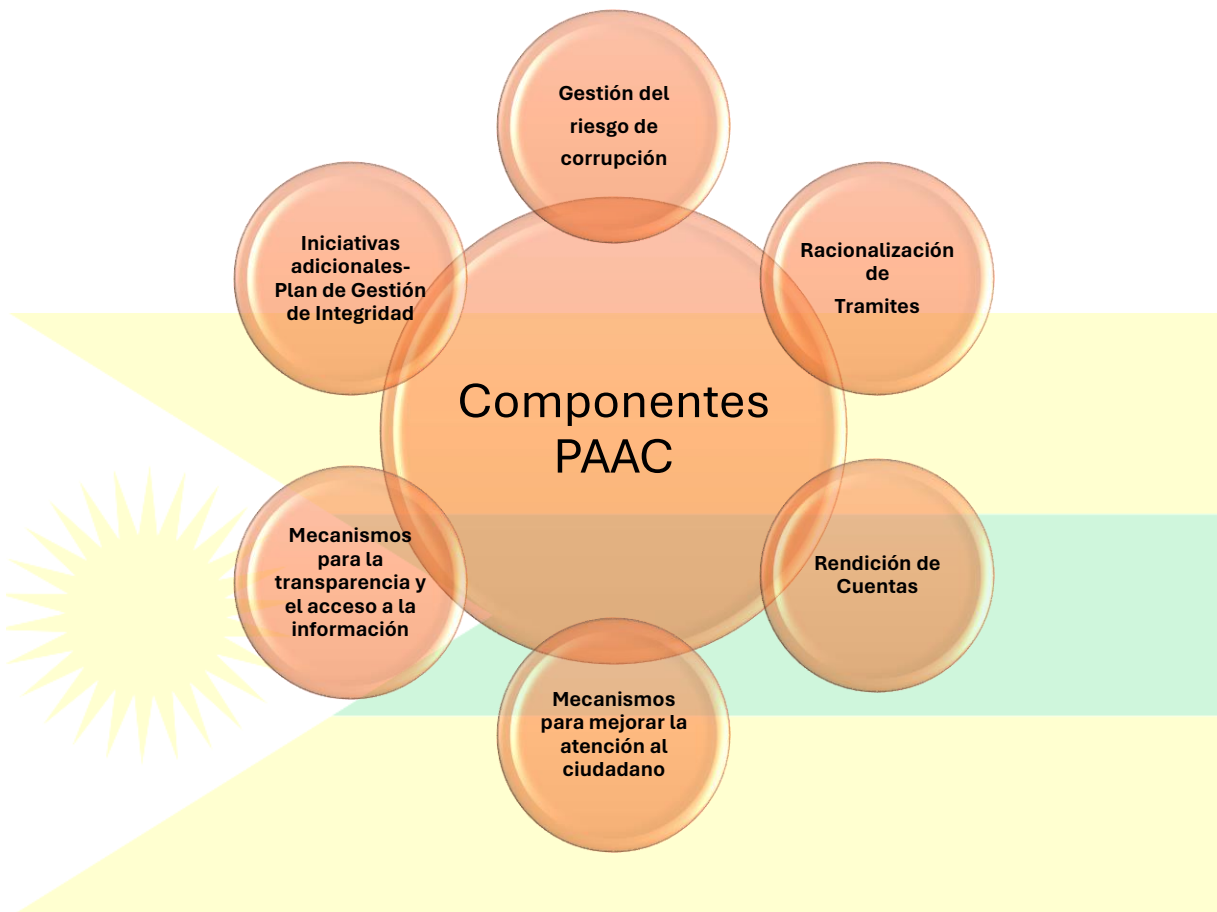 Gestión del
riesgo de
corrupción
Racionalización
de
Tramites
Rendición de
Cuentas
Mecanismos
para mejorar la
atención al
ciudadano
Mecanismos
para la
transparencia y
el acceso a la
información
Iniciativas
adicionales-
Plan de Gestión
de Integridad
Componentes
PAAC